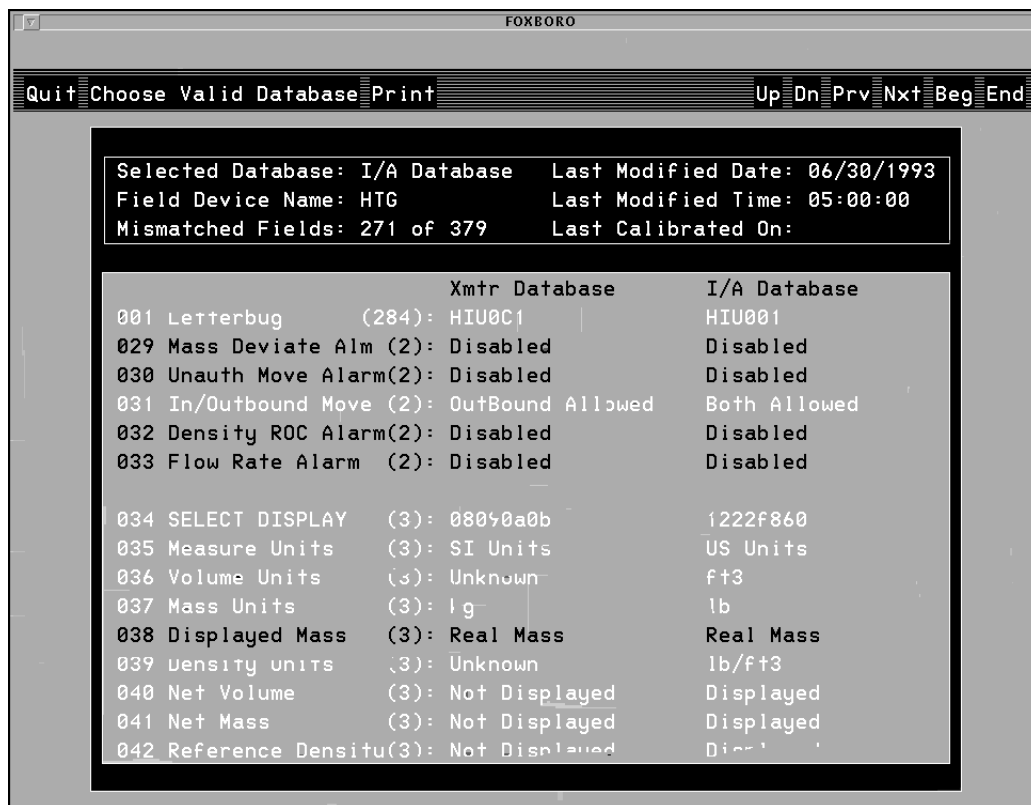 FOXBORO
Quit Choose Valid Database Print Up Dn Prv Nxt Beg End
Selected Database: I/A Database Last Modified Date: 06/30/1993
Field Device Name: HTG Last Modified Time: 05:00:00
Mismatched Fields: 271 of 379 Last Calibrated On:
Xmtr Database I/A Database
001 Letterbug (284): HIU0C1 HIU001
029 Mass Deviate Alm (2): Disabled Disabled
030 Unauth Move Alarm(2): Disabled Disabled
031 In/Outbound Move (2): OutBound Allowed Both Allowed
032 Density ROC Alarm(2): Disabled Disabled
033 Flow Rate Alarm (2): Disabled Disabled
034 SELECT DISPLAY (3): 08090a0b 1222f860
035 Measure Units (3): SI Units US Units
036 Volume Units (3): Unknown ft3
037 Mass Units (3): kg lb
038 Displayed Mass (3): Real Mass Real Mass
039 Density Units (3): Unknown lb/ft3
040 Net Volume (3): Not Displayed Displayed
041 Net Mass (3): Not Displayed Displayed
042 Reference Density(3): Not Displayed